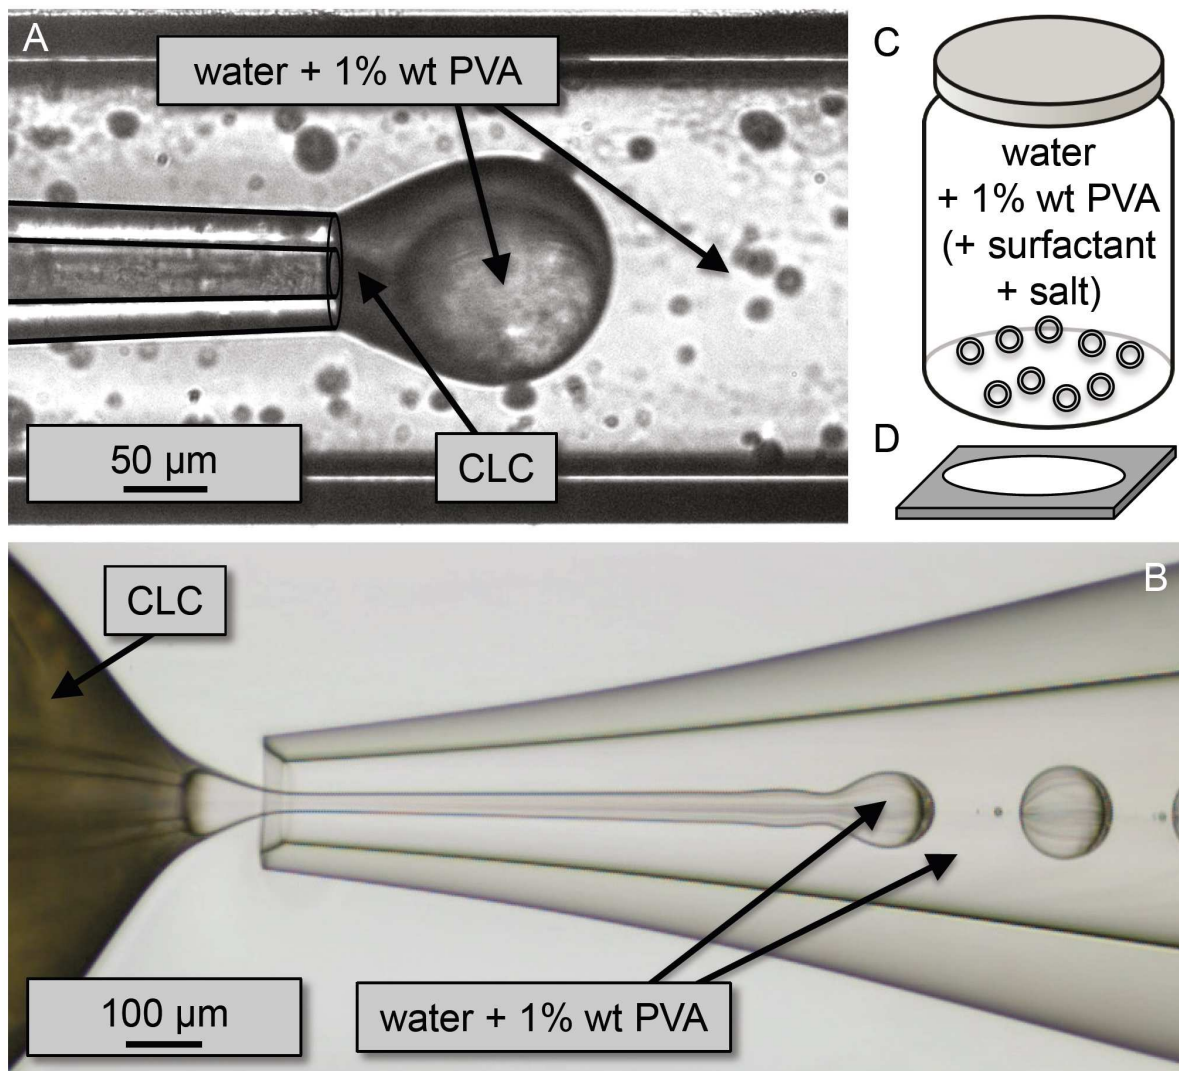 A
water + 1% wt PVA
CLC
50 µm
C
water
+ 1% wt PVA
(+ surfactant
+ salt)
D
B
CLC
100 µm
water + 1% wt PVA